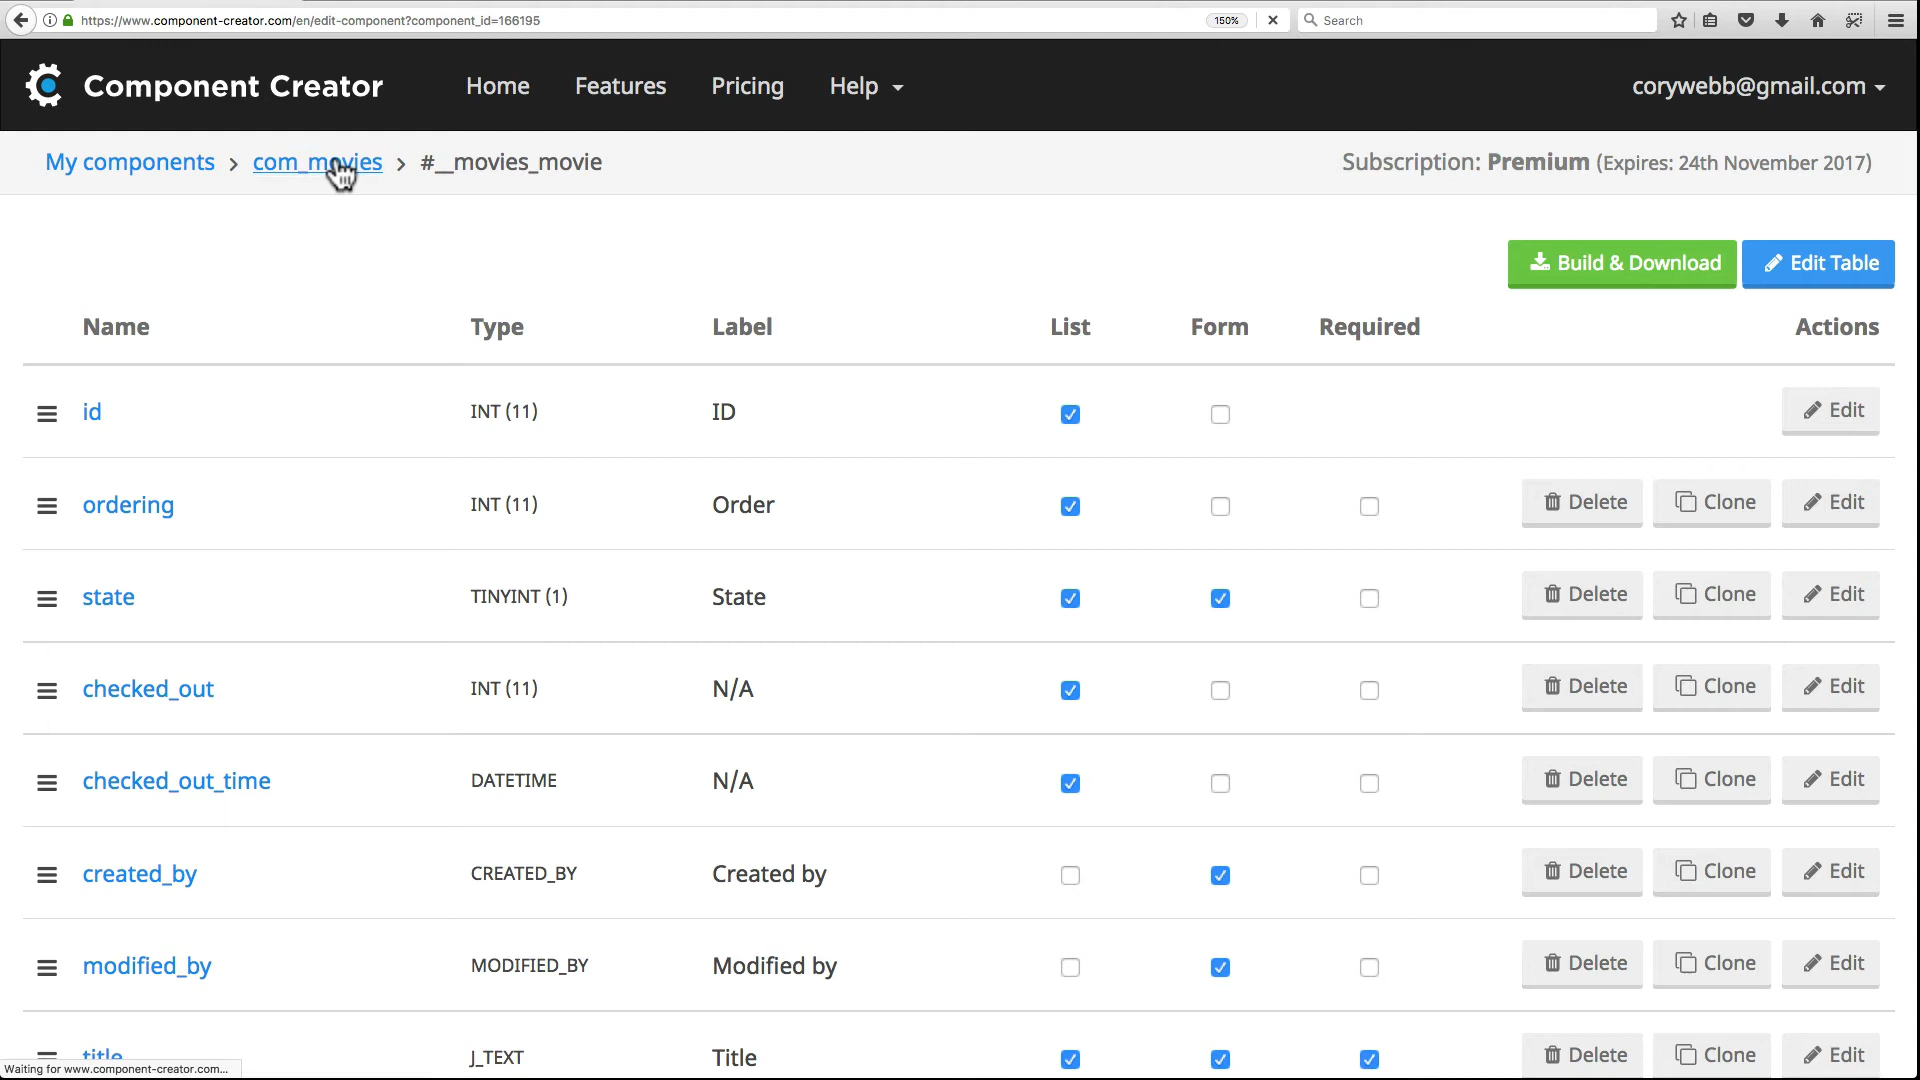 https://www.component-creator.com/en/edit-component?component_id=166195 150% Search
Component Creator Home Features Pricing Help corywebb@gmail.com
My components > com_movies > #__movies_movie Subscription: Premium (Expires: 24th November 2017)
Build & Download Edit Table
Name Type Label List Form Required Actions
id INT (11) ID Edit
ordering INT (11) Order Delete Clone Edit
state TINYINT (1) State Delete Clone Edit
checked_out INT (11) N/A Delete Clone Edit
checked_out_time DATETIME N/A Delete Clone Edit
created_by CREATED_BY Created by Delete Clone Edit
modified_by MODIFIED_BY Modified by Delete Clone Edit
title J_TEXT Title Delete Clone Edit
Waiting for www.component-creator.com...